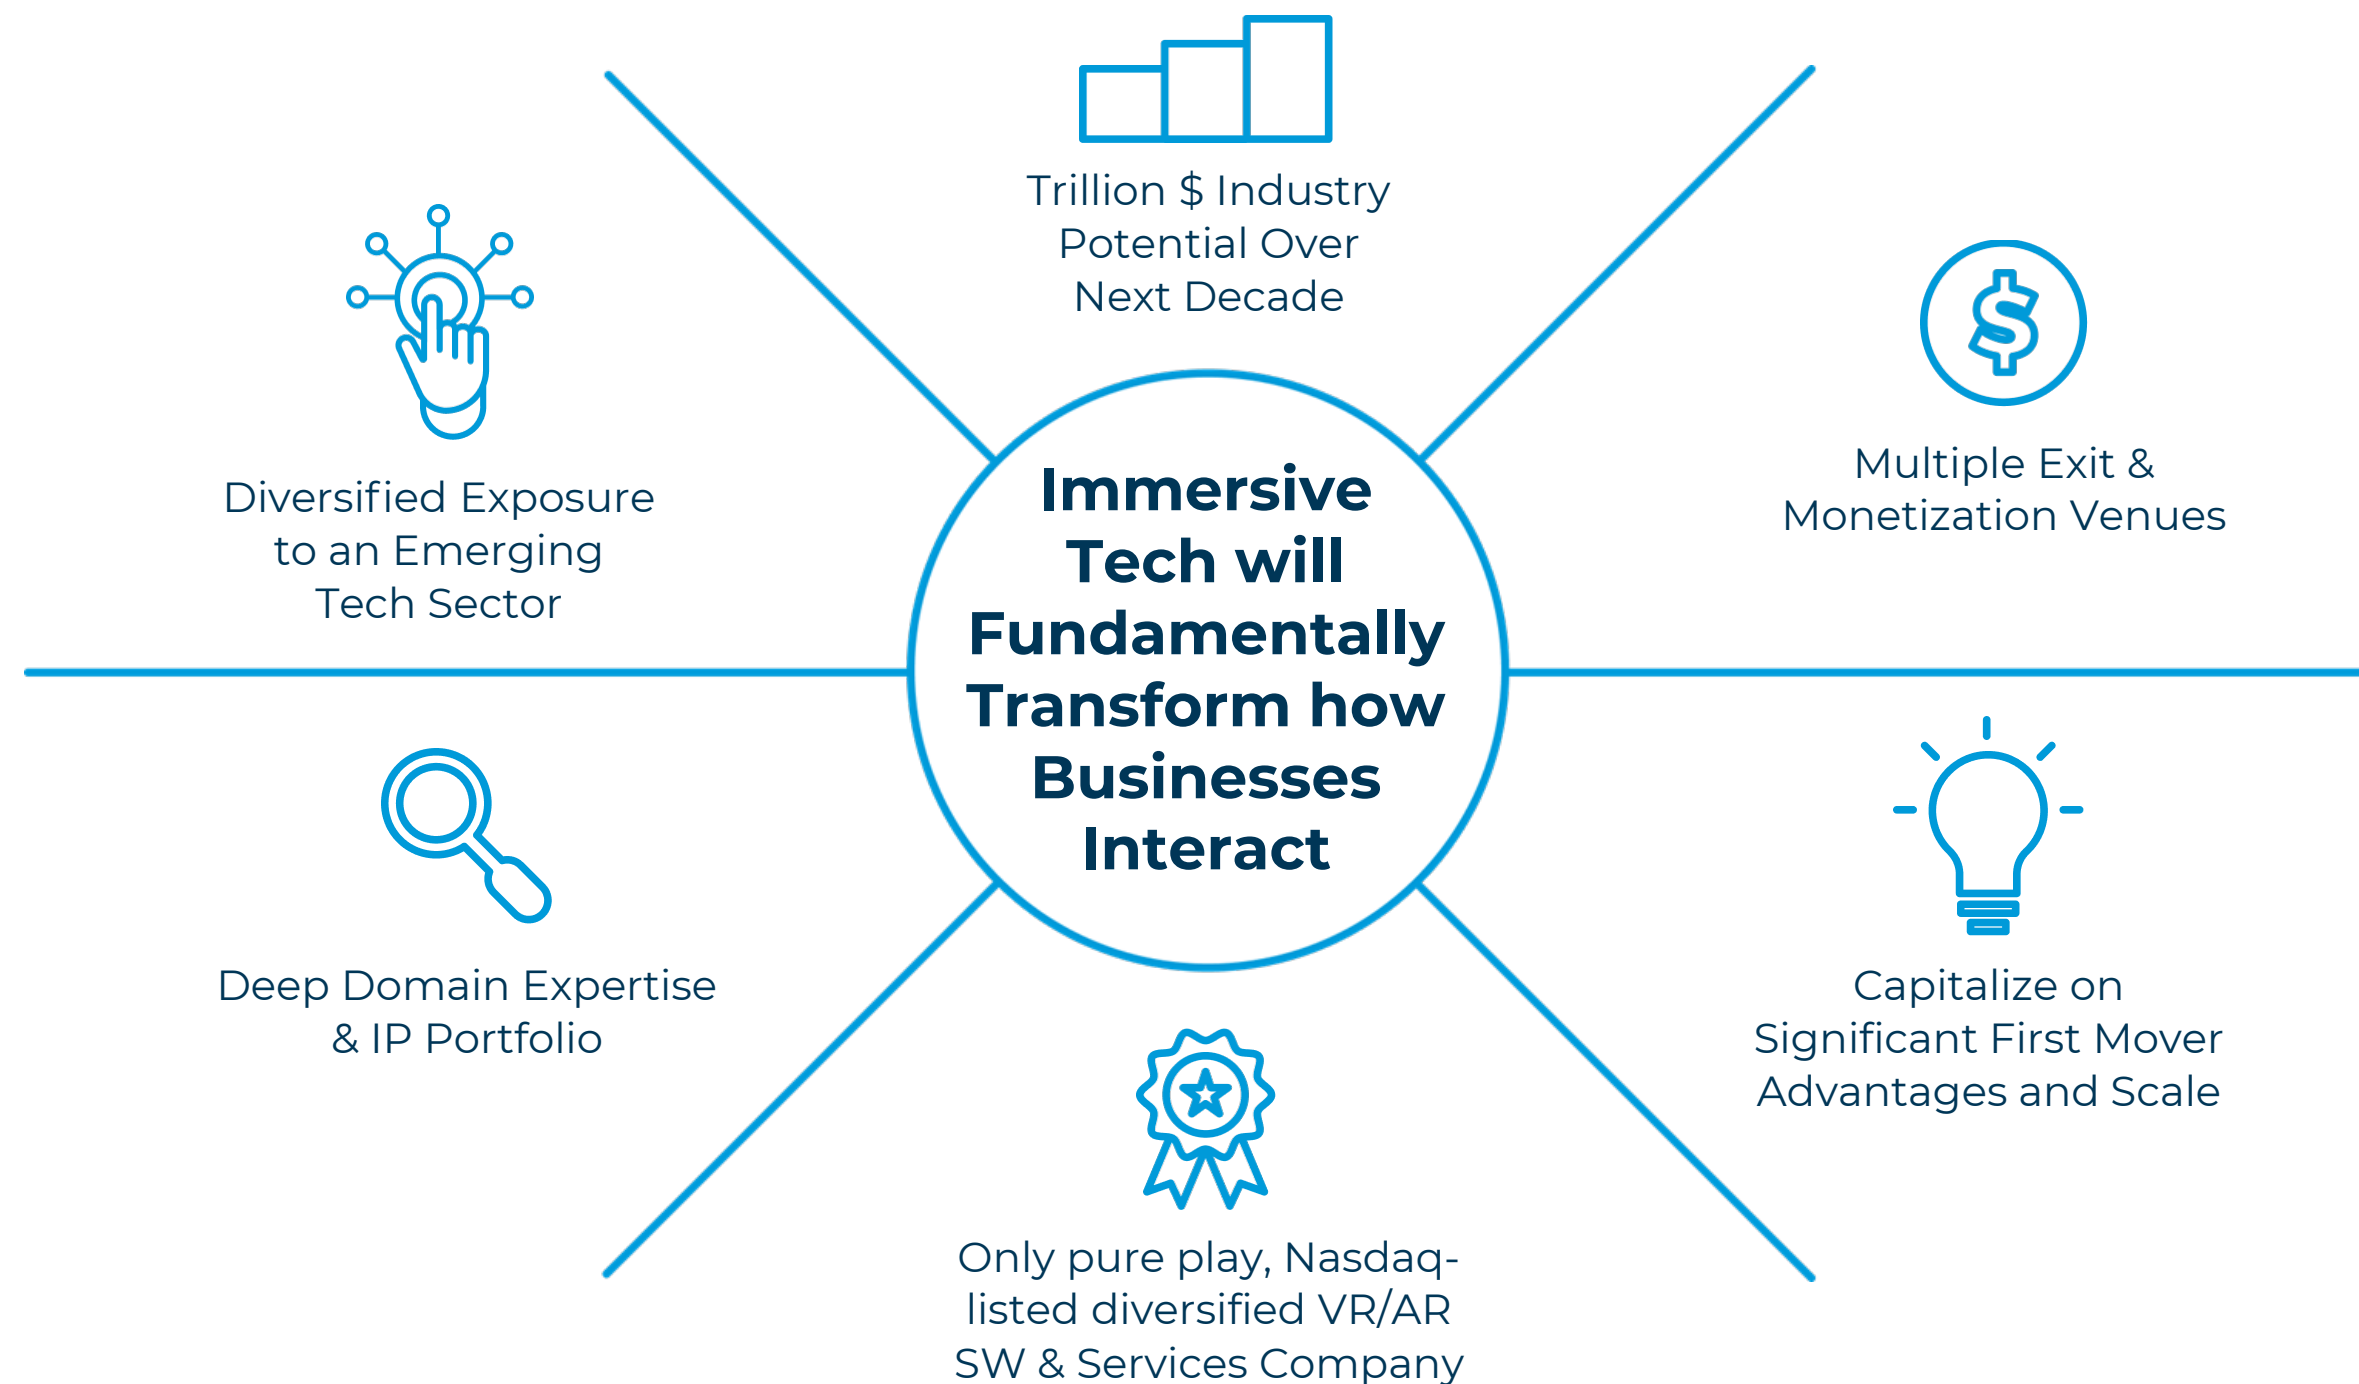 Trillion $ Industry
Potential Over
Next Decade
Multiple Exit &
Monetization Venues
Diversified Exposure
to an Emerging
Tech Sector
Immersive
Tech will
Fundamentally
Transform how
Businesses
Interact
Deep Domain Expertise
& IP Portfolio
Capitalize on
Significant First Mover
Advantages and Scale
Only pure play, Nasdaq-
listed diversified VR/AR
SW & Services Company